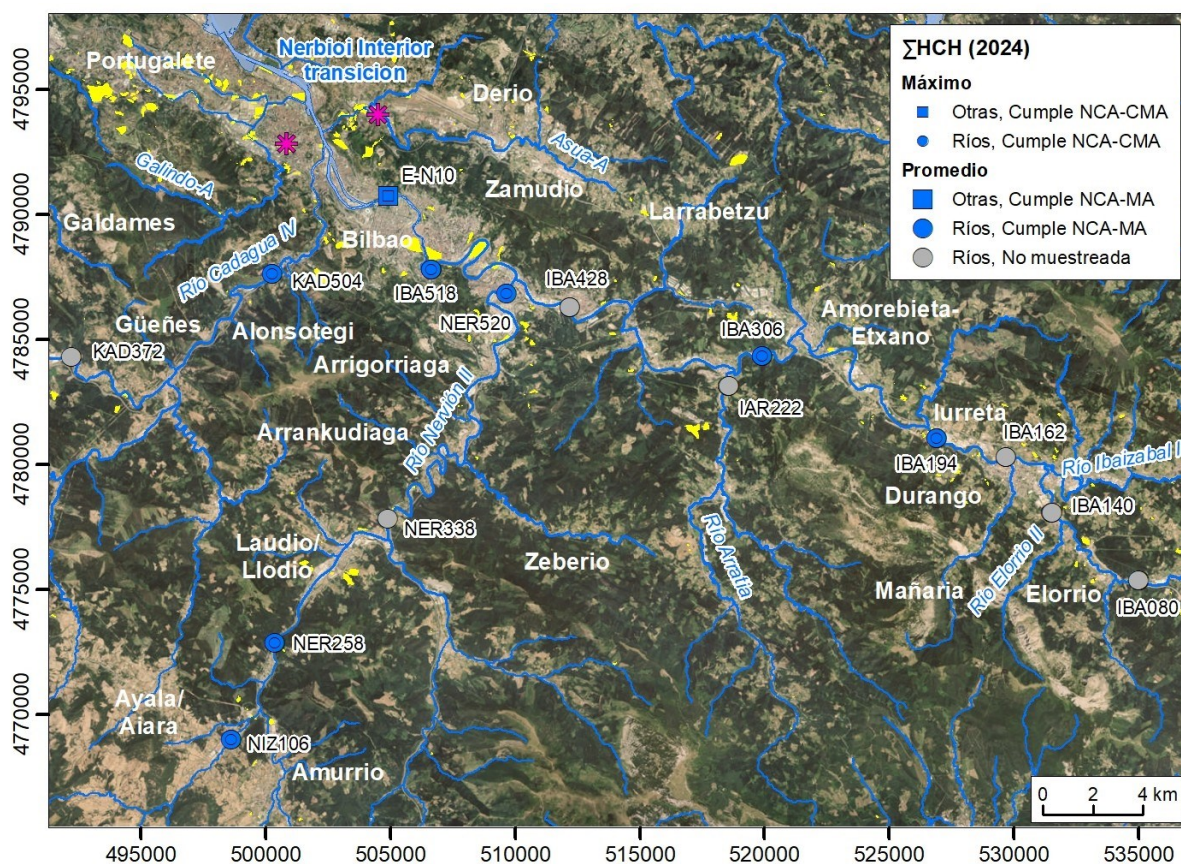 ∑HCH (2024)
Máximo
Otras, Cumple NCA-CMA
Ríos, Cumple NCA-CMA
Promedio
Otras, Cumple NCA-MA
Ríos, Cumple NCA-MA
Ríos, No muestreada
Portugalete
Nerbioi Interior
transicion
Derio
Asua-A
Galindo-A
E-N10
Zamudio
Galdames
Larrabetzu
Bilbao
Río Cadagua IV
KAD504
IBA518
IBA428
NER520
Güeñes
Alonsotegi
IBA306
Amorebieta-
Etxano
KAD372
Arrigorriaga
IAR222
Río Nervión II
Iurreta
IBA162
Arrankudiaga
IBA194
Río Ibaizabal I
Durango
IBA140
NER338
Laudio/
Llodio
Zeberio
Río Arratia
Mañaria
Río Elorrio II
Elorrio
IBA080
NER258
Ayala/
Aiara
NIZ106
Amurrio
0 2 4 km
4795000
4790000
4785000
4780000
4775000
4770000
495000 500000 505000 510000 515000 520000 525000 530000 535000